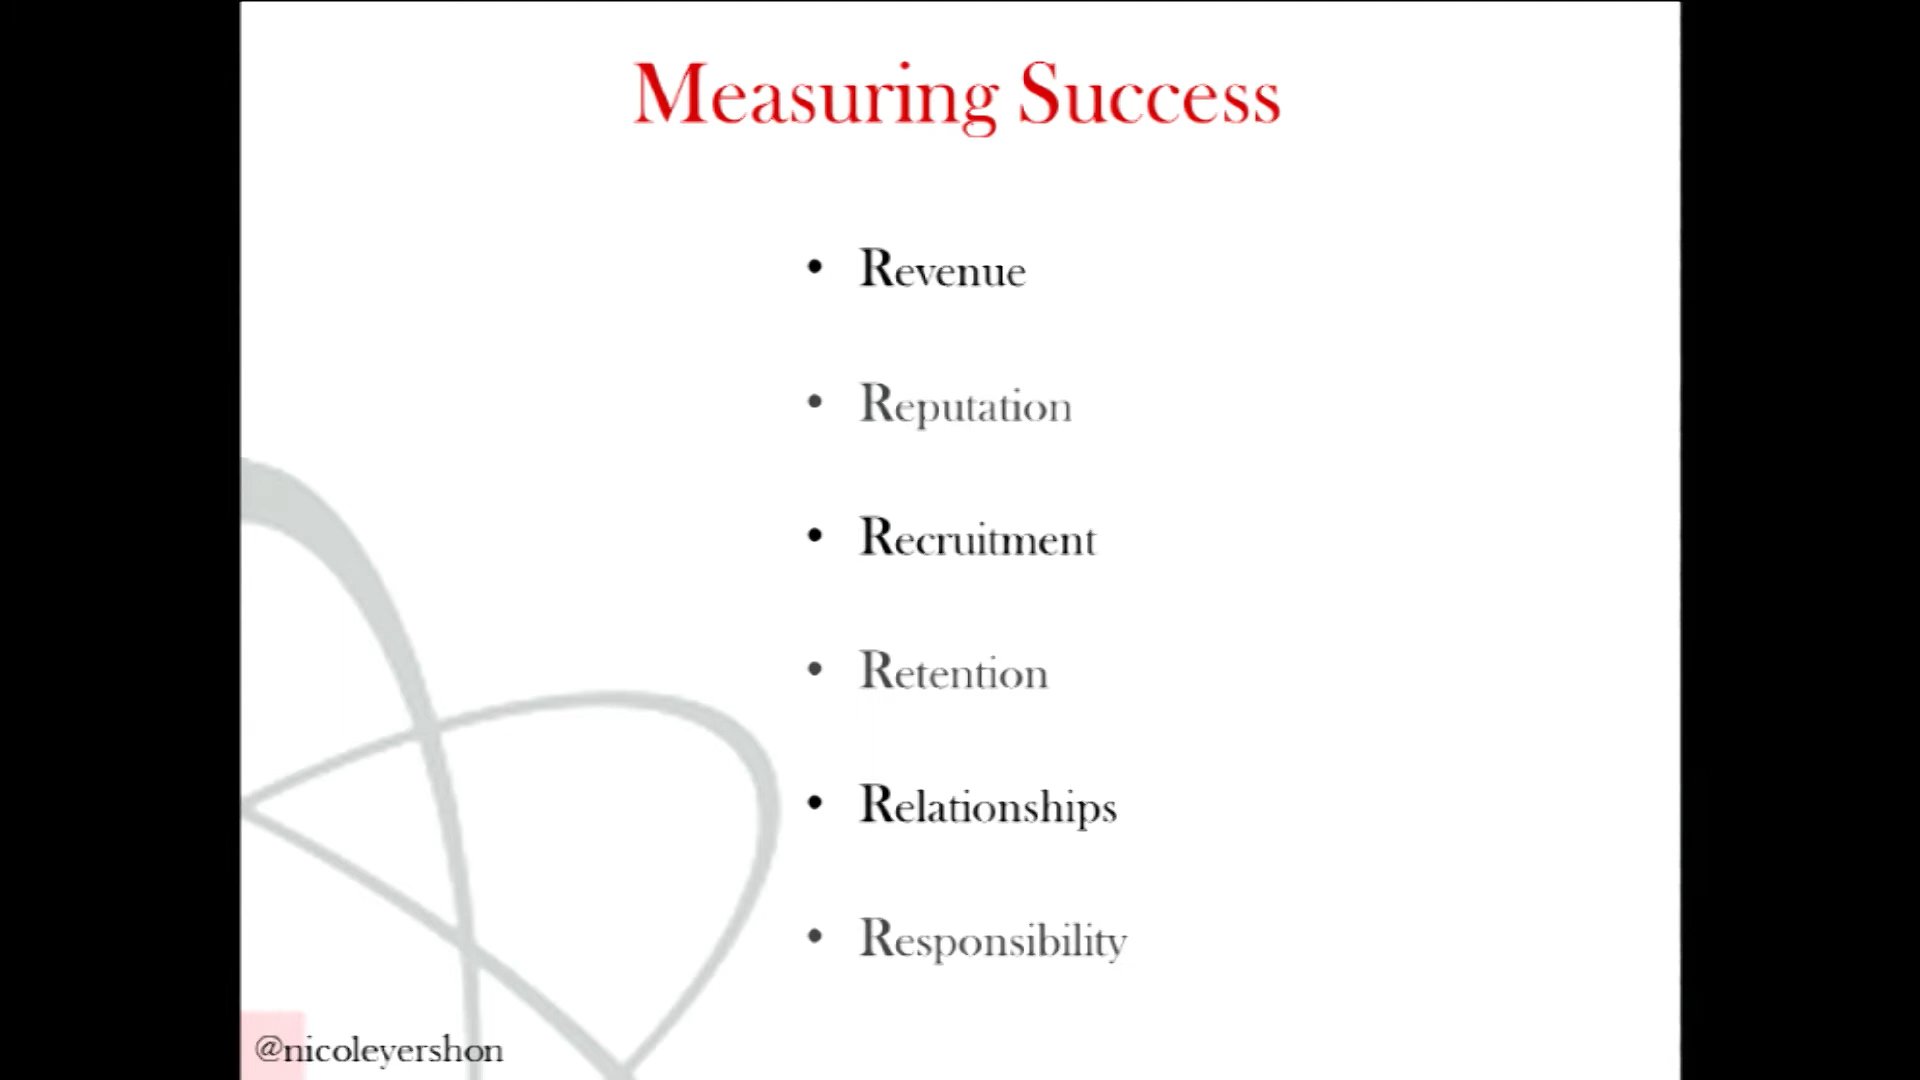 Measuring Success
• Revenue
• Reputation
• Recruitment
• Retention
• Relationships
• Responsibility
@nicoleyershon